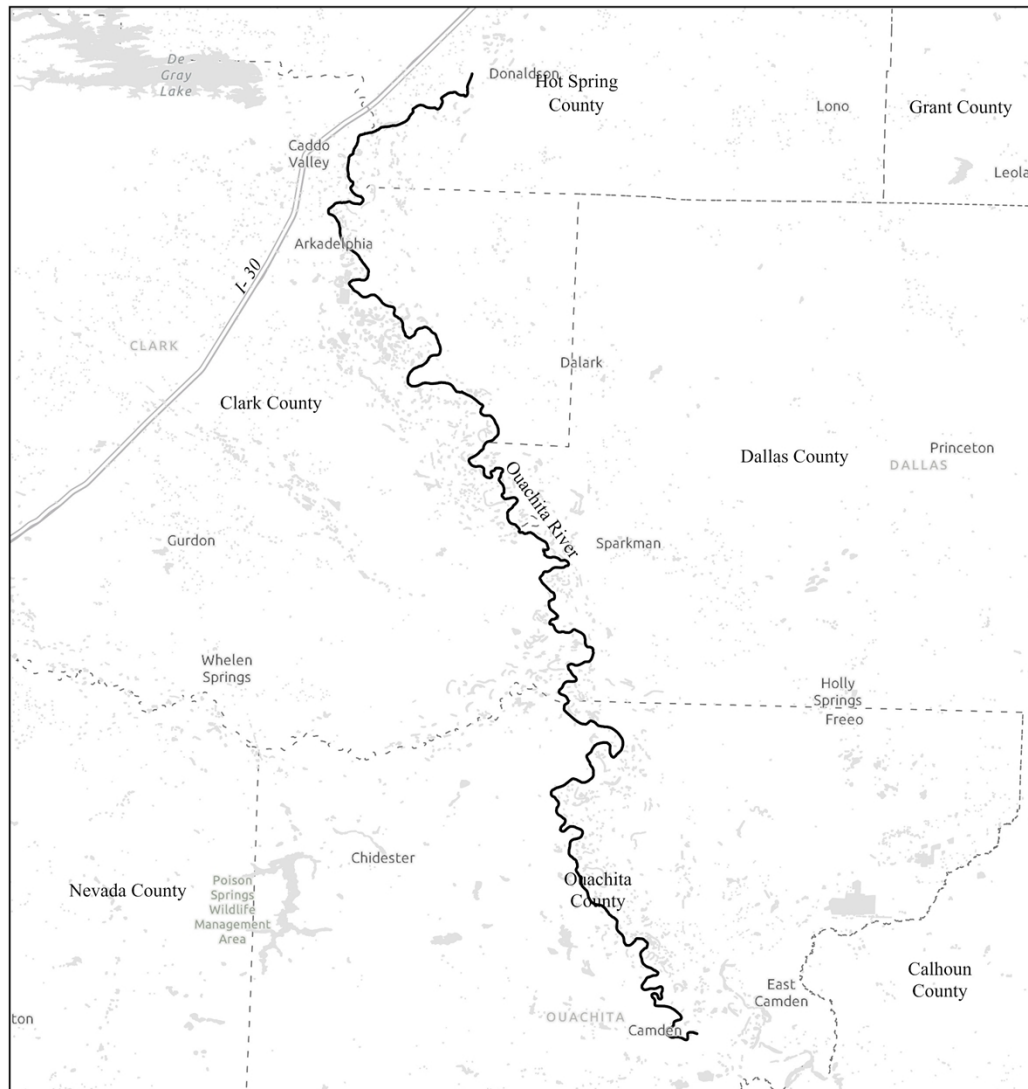 De
Gray
Lake
Donaldson
Hot Spring
County
Lono
Grant County
Leola
Caddo
Valley
Arkadelphia
I- 30
CLARK
Dalark
Clark County
Dallas County
Princeton
DALLAS
Ouachita River
Gurdon
Sparkman
Whelen
Springs
Holly
Springs
Freeo
Chidester
Nevada County
Poison
Springs
Wildlife
Management
Area
Ouachita
County
Calhoun
County
East
Camden
OUACHITA
Camden
ton